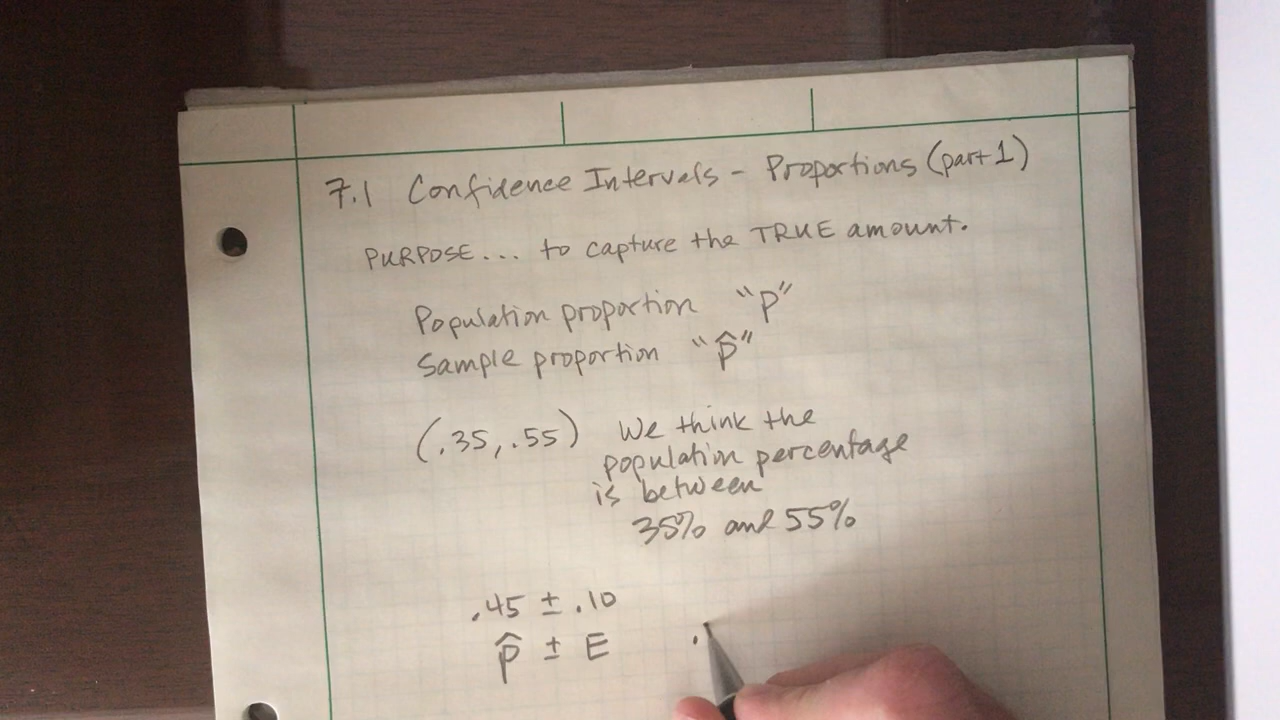 7.1 Confidence Intervals - Proportions (part 1)
PURPOSE... to capture the TRUE amount.
Population proportion "p"
Sample proportion "p̂"
(.35, .55) We think the
population percentage
is between
35% and 55%
.45 ± .10
p̂ ± E .